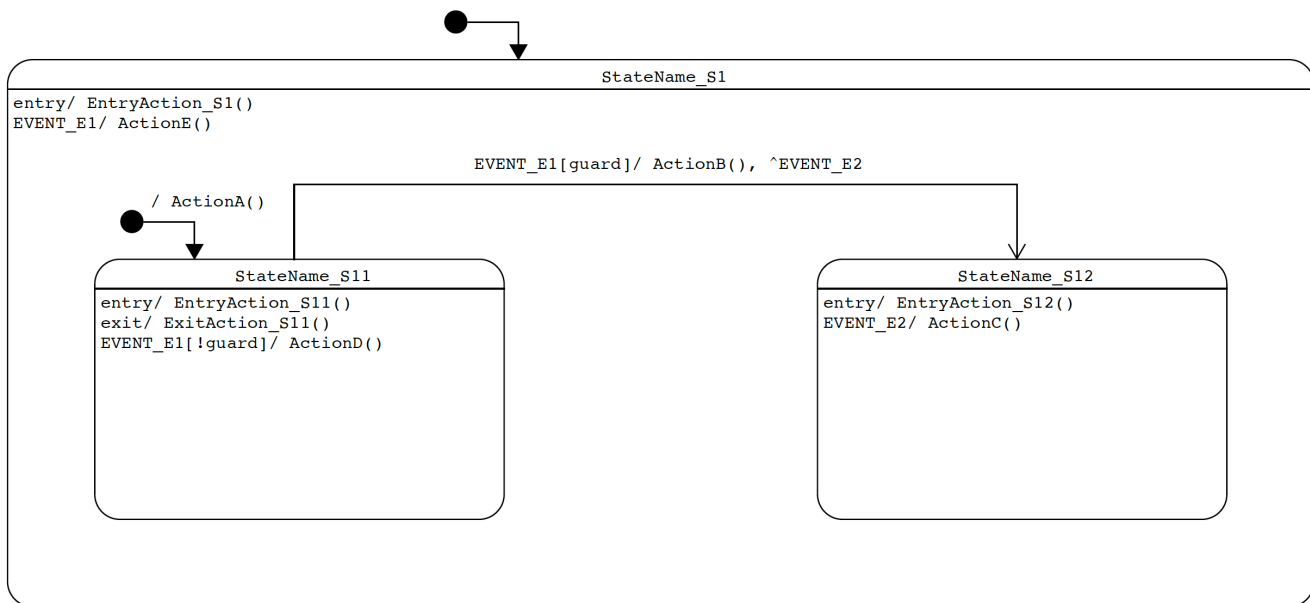 StateName_S1
entry/ EntryAction_S1()
EVENT_E1/ ActionE()
EVENT_E1[guard]/ ActionB(), ^EVENT_E2
/ ActionA()
StateName_S11
entry/ EntryAction_S11()
exit/ ExitAction_S11()
EVENT_E1[!guard]/ ActionD()
StateName_S12
entry/ EntryAction_S12()
EVENT_E2/ ActionC()